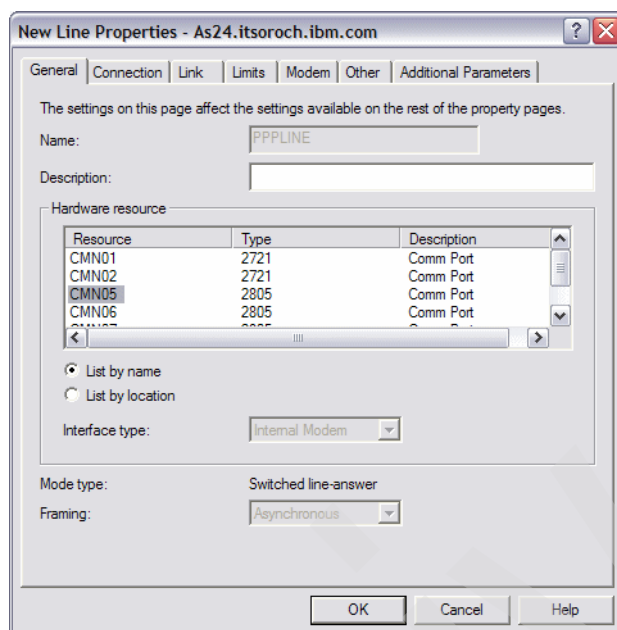 New Line Properties - As24.itsoroch.ibm.com
General Connection Link Limits Modem Other Additional Parameters
The settings on this page affect the settings available on the rest of the property pages.
Name: PPPLINE
Description:
Hardware resource
Resource Type Description
CMN01 2721 Comm Port
CMN02 2721 Comm Port
CMN05 2805 Comm Port
CMN06 2805 Comm Port
List by name
List by location
Interface type: Internal Modem
Mode type: Switched line-answer
Framing: Asynchronous
OK Cancel Help